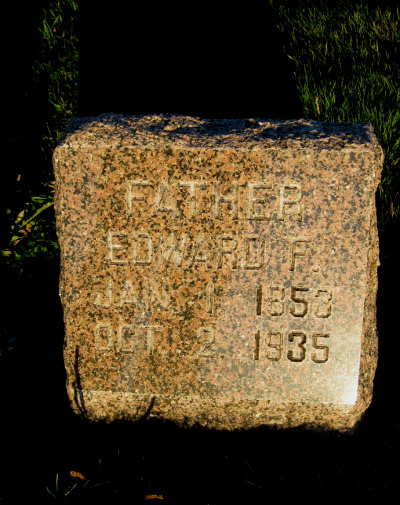 FATHER
EDWARD F.
JAN. 1 1853
OCT. 2 1935